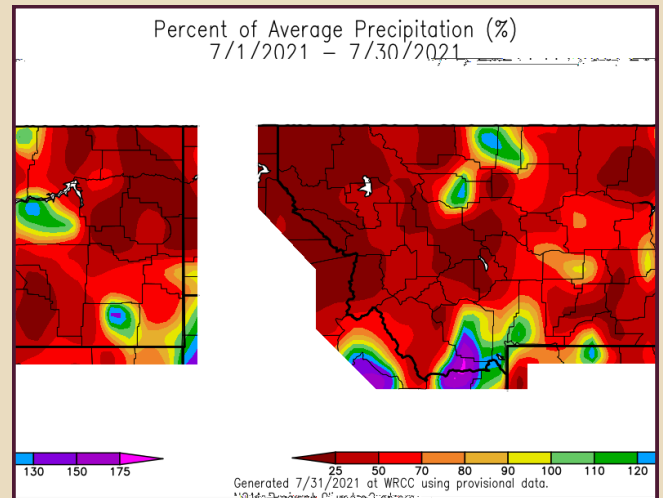 Percent of Average Precipitation (%)
7/1/2021 – 7/30/2021
130 150 175
25 50 70 80 90 100 110 120
Generated 7/31/2021 at WRCC using provisional data.